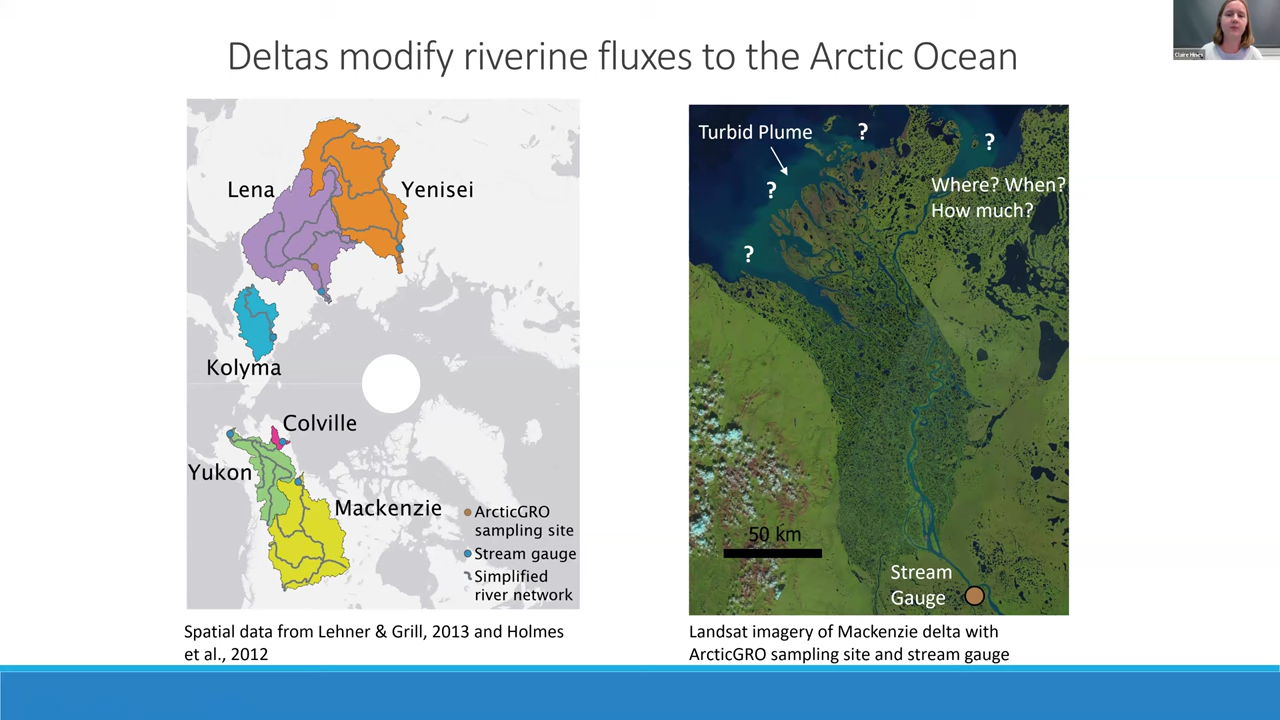 Deltas modify riverine fluxes to the Arctic Ocean
Claire Hines
Lena
Yenisei
Kolyma
Colville
Yukon
Mackenzie
ArcticGRO
sampling site
Stream gauge
Simplified
river network
Spatial data from Lehner & Grill, 2013 and Holmes
et al., 2012
Turbid Plume
?
?
?
?
Where? When?
How much?
50 km
Stream
Gauge
Landsat imagery of Mackenzie delta with
ArcticGRO sampling site and stream gauge